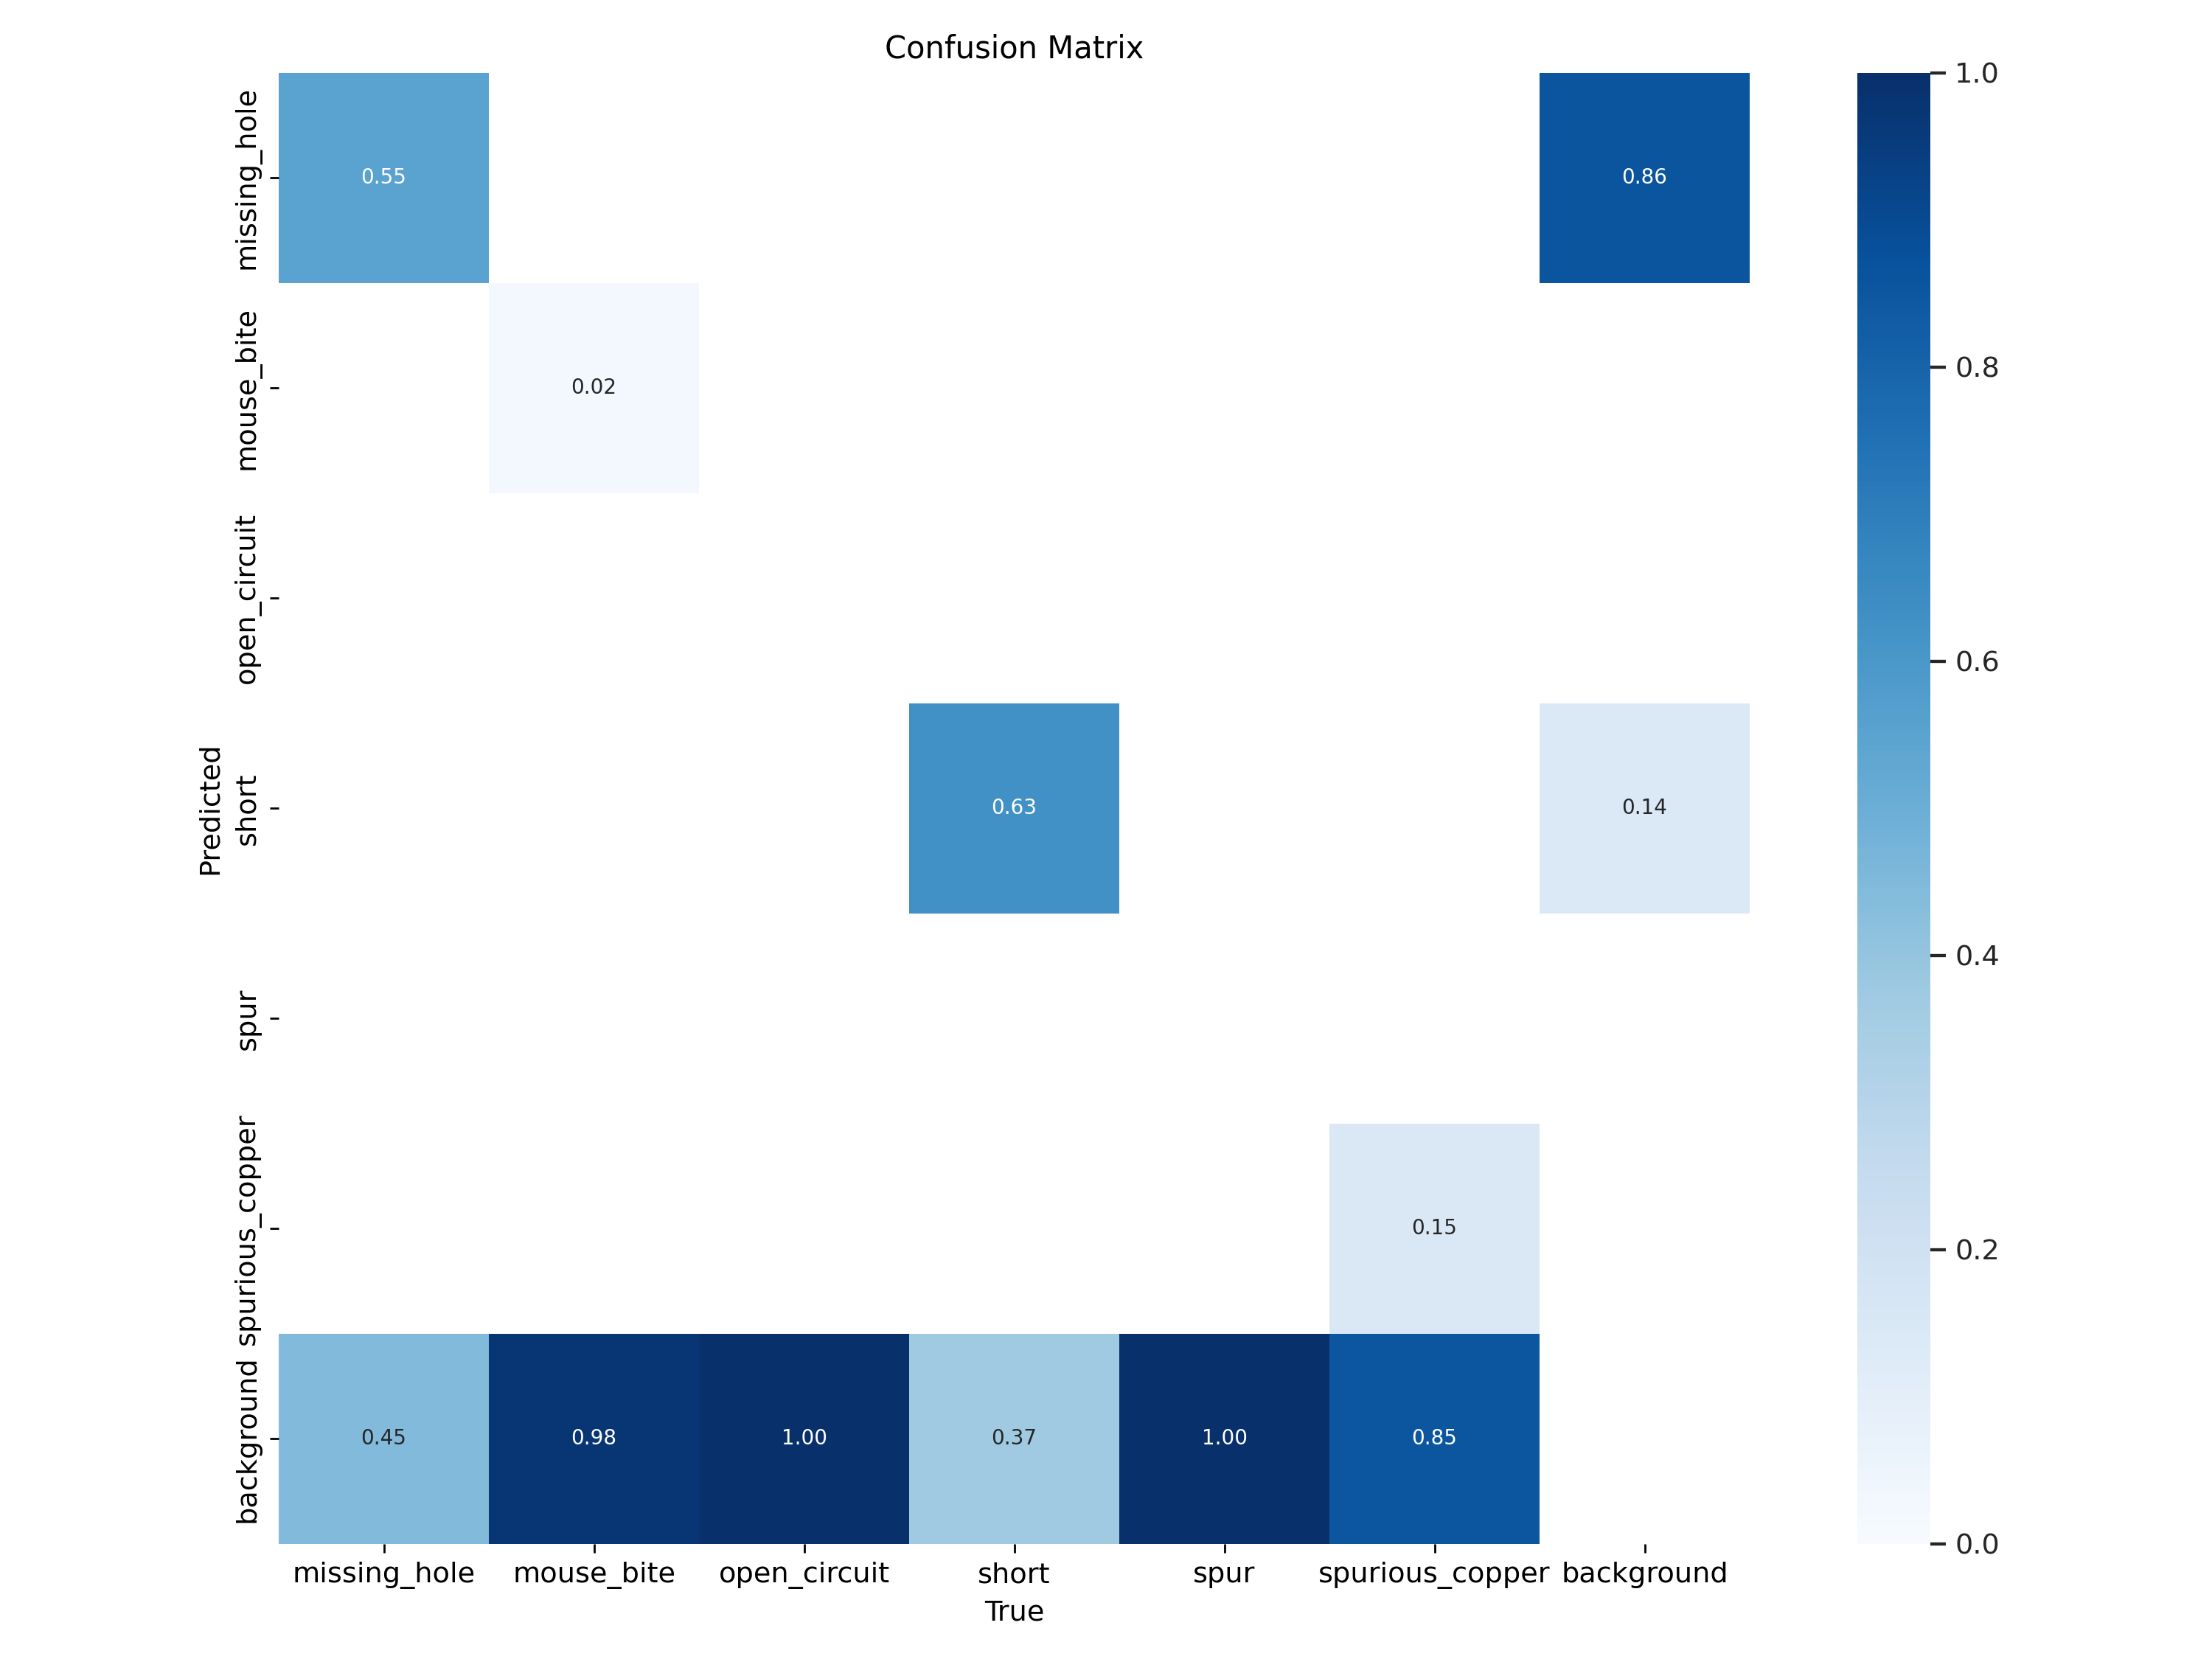 Confusion Matrix
missing_hole
mouse_bite
open_circuit
short
spur
spurious_copper
background
Predicted
0.55
0.86
0.02
0.63
0.14
0.15
0.45
0.98
1.00
0.37
1.00
0.85
missing_hole
mouse_bite
open_circuit
short
spur
spurious_copper
background
True
1.0
0.8
0.6
0.4
0.2
0.0